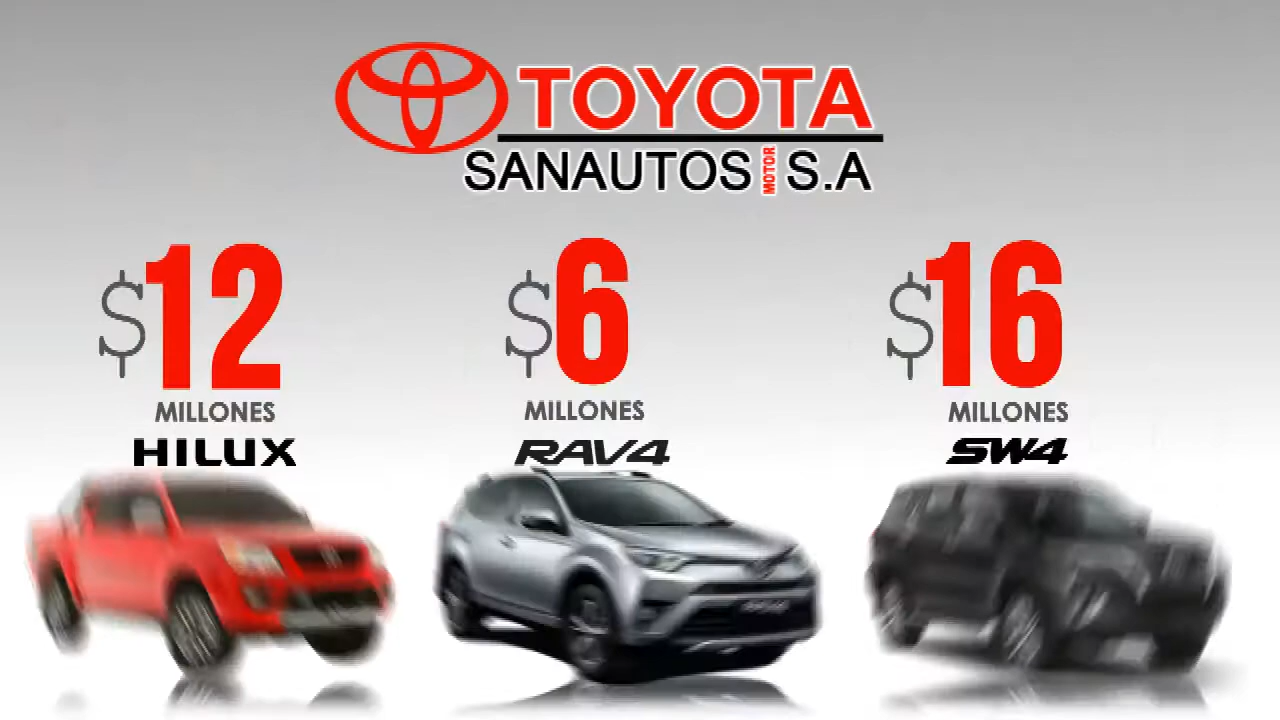 TOYOTA
SANAUTOS MOTOR S.A
$12
MILLONES
HILUX
$6
MILLONES
RAV4
$16
MILLONES
SW4